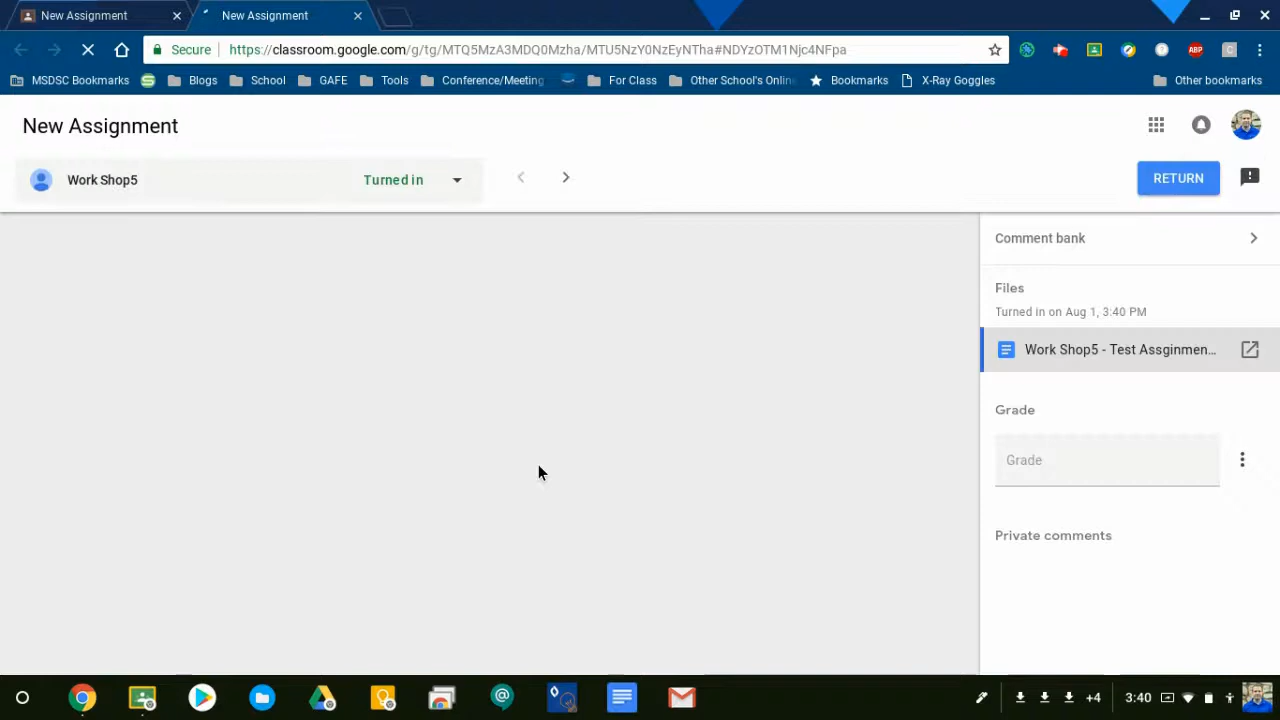 New Assignment
New Assignment
Secure
https://classroom.google.com/g/tg/MTQ5MzA3MDQ0Mzha/MTU5NzY0NzEyNTha#NDYzOTM1Njc4NFpa
ABP
C
MSDSC Bookmarks
S
Blogs
School
GAFE
Tools
Conference/Meeting
For Class
Other School's Onlin
Bookmarks
X-Ray Goggles
Other bookmarks
New Assignment
Work Shop5
Turned in
RETURN
Comment bank
Files
Turned in on Aug 1, 3:40 PM
Work Shop5 - Test Assginmen...
Grade
Grade
Private comments
+4
3:40